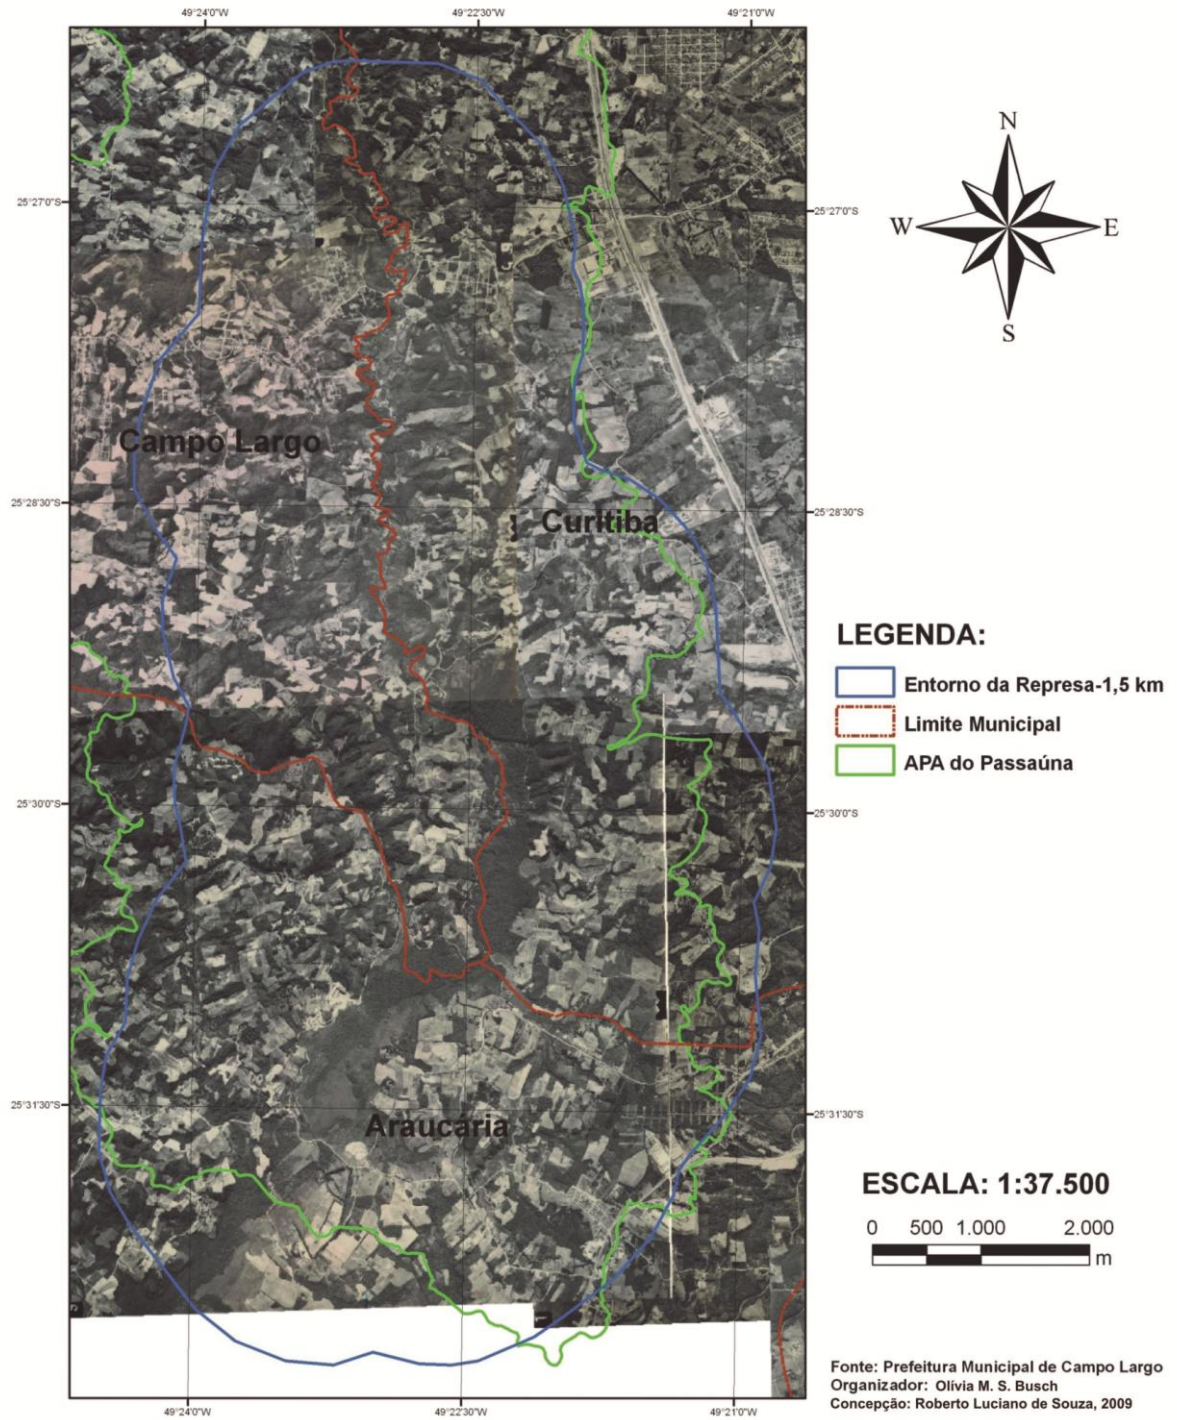 49°24'0"W
49°22'30"W
49°21'0"W
N
25°27'0"S
25°27'0"S
W
E
S
Campo Largo
25°28'30"S
25°28'30"S
Curitiba
LEGENDA:
Entorno da Represa-1,5 km
Limite Municipal
APA do Passaúna
25°30'0"S
25°30'0"S
25°31'30"S
25°31'30"S
Araucária
ESCALA: 1:37.500
0 500 1.000 2.000
m
Fonte: Prefeitura Municipal de Campo Largo
Organizador: Olívia M. S. Busch
Concepção: Roberto Luciano de Souza, 2009
49°24'0"W
49°22'30"W
49°21'0"W